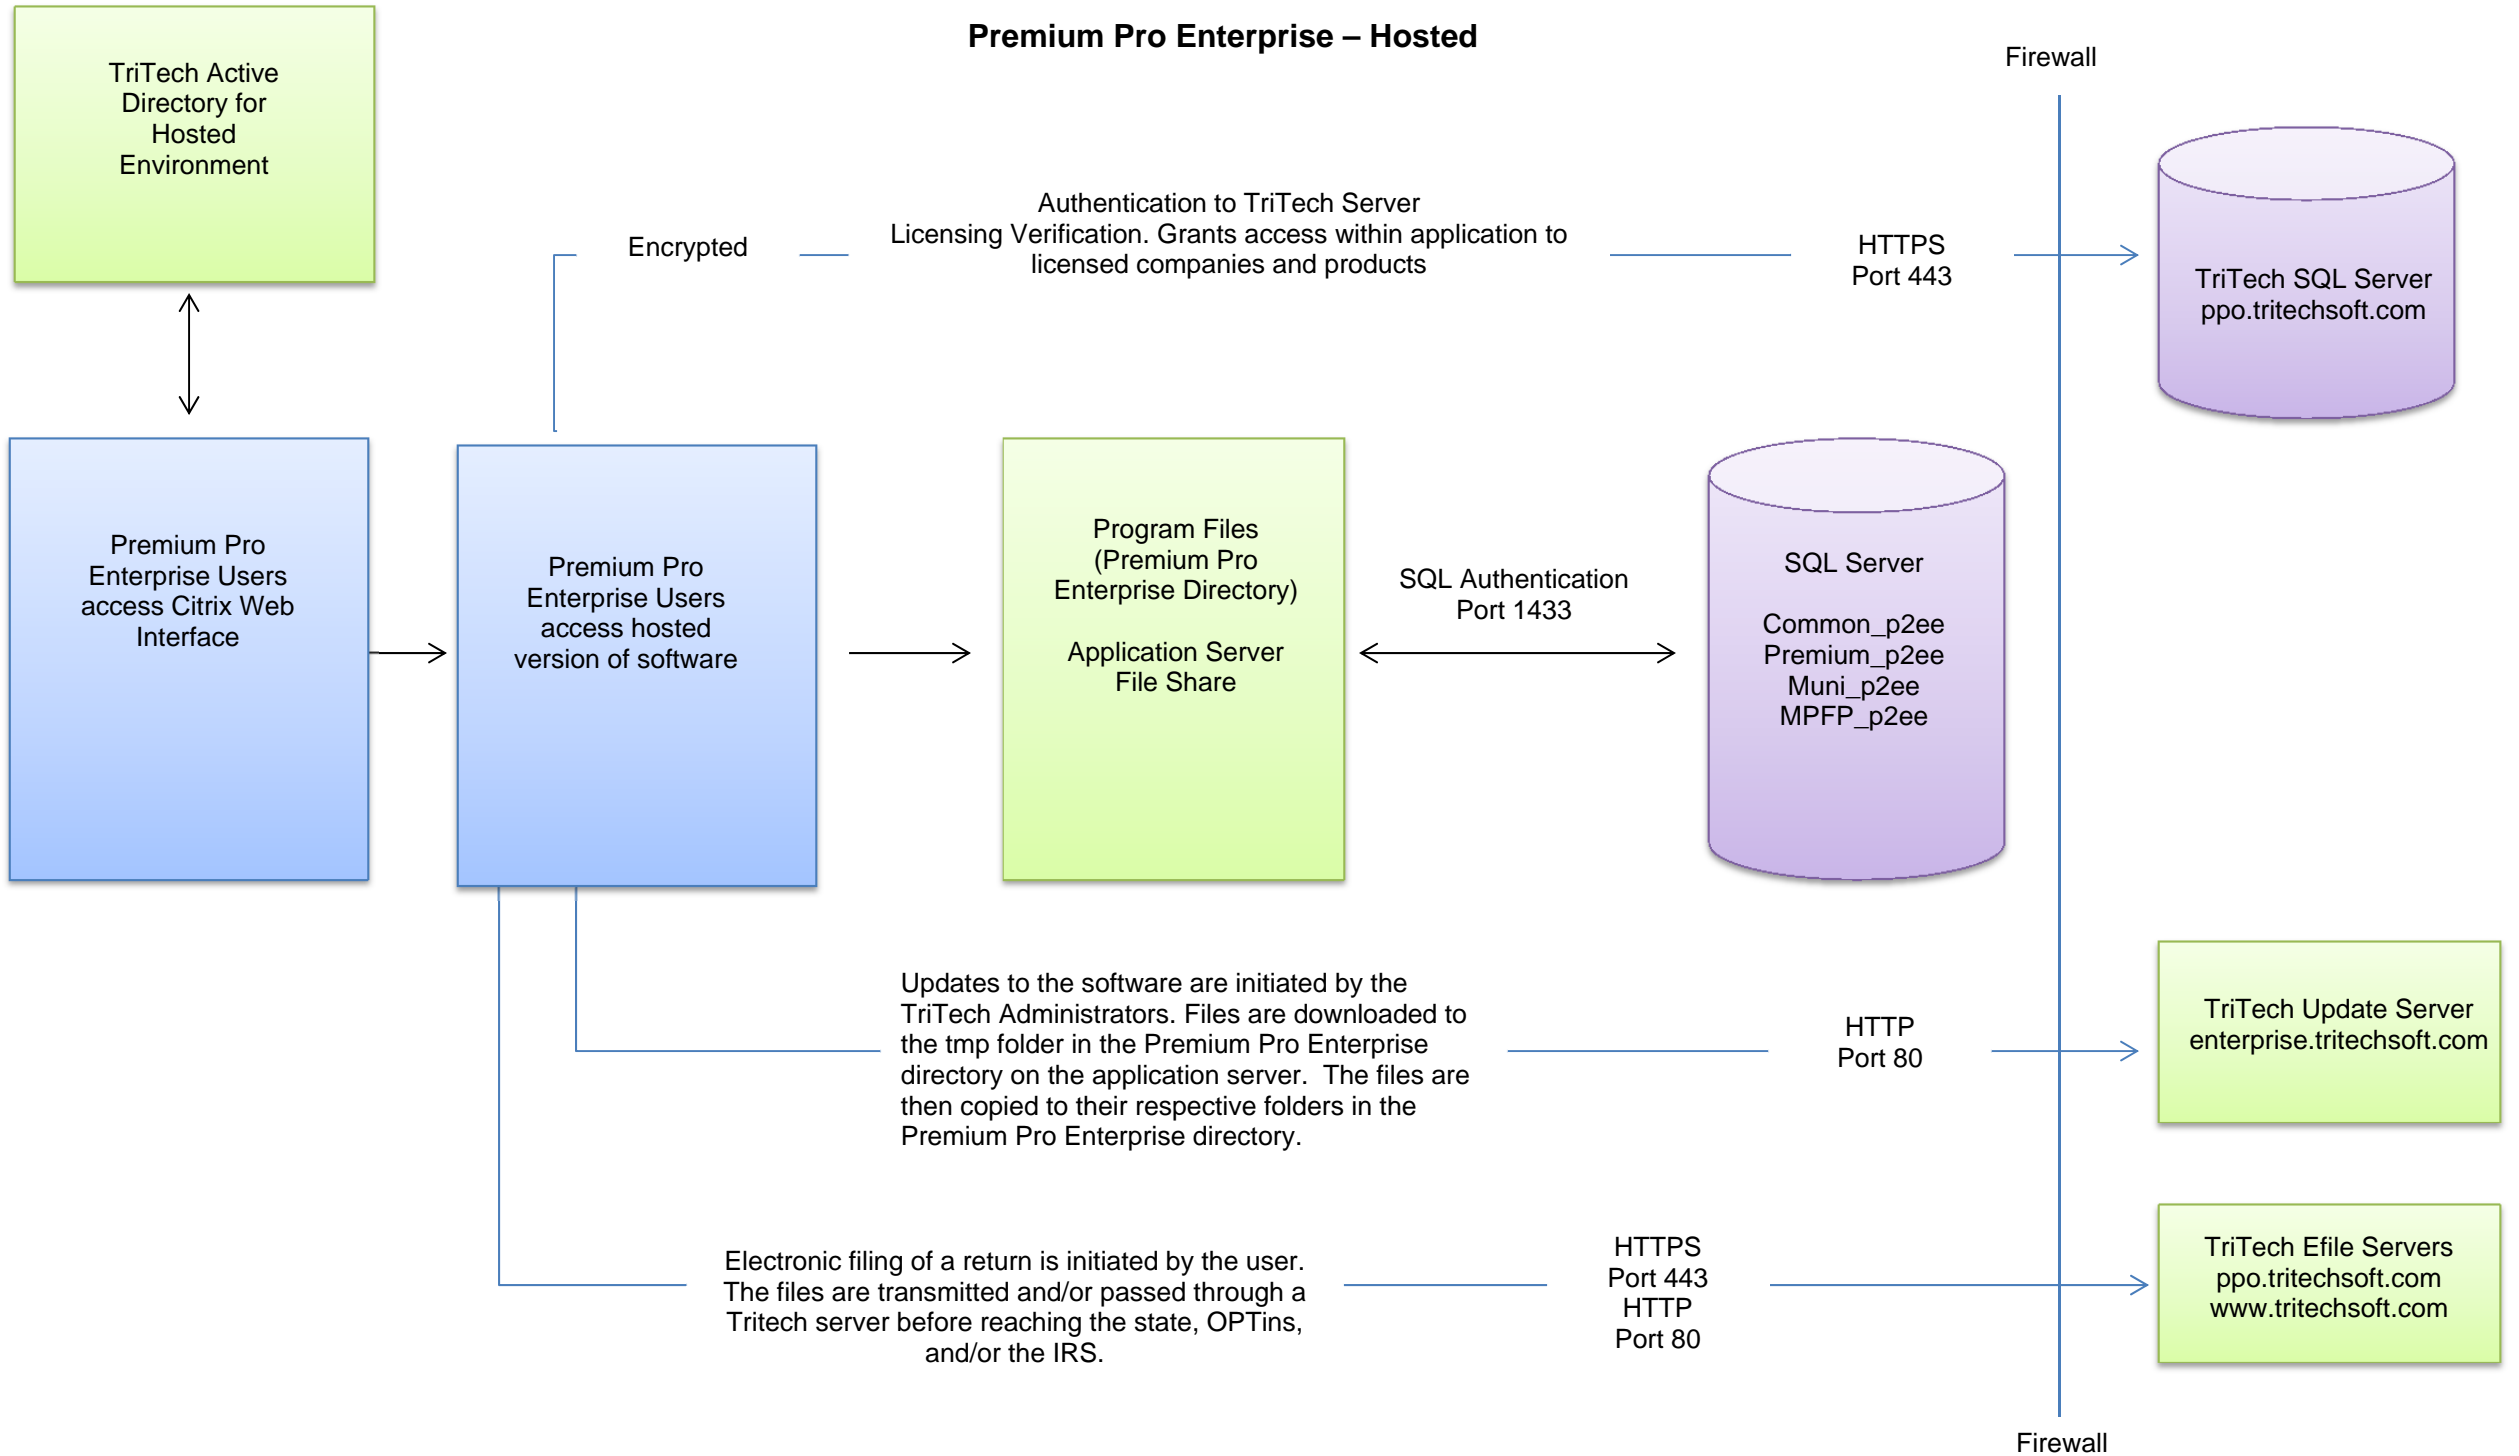 Premium Pro Enterprise – Hosted
Firewall
TriTech Active
Directory for
Hosted
Environment
Encrypted
Authentication to TriTech Server
Licensing Verification. Grants access within application to
licensed companies and products
HTTPS
Port 443
TriTech SQL Server
ppo.tritechsoft.com
Premium Pro
Enterprise Users
access Citrix Web
Interface
Premium Pro
Enterprise Users
access hosted
version of software
Program Files
(Premium Pro
Enterprise Directory)
Application Server
File Share
SQL Authentication
Port 1433
SQL Server
Common_p2ee
Premium_p2ee
Muni_p2ee
MPFP_p2ee
Updates to the software are initiated by the
TriTech Administrators. Files are downloaded to
the tmp folder in the Premium Pro Enterprise
directory on the application server.  The files are
then copied to their respective folders in the
Premium Pro Enterprise directory.
HTTP
Port 80
TriTech Update Server
enterprise.tritechsoft.com
Electronic filing of a return is initiated by the user.
The files are transmitted and/or passed through a
Tritech server before reaching the state, OPTins,
and/or the IRS.
HTTPS
Port 443
HTTP
Port 80
TriTech Efile Servers
ppo.tritechsoft.com
www.tritechsoft.com
Firewall